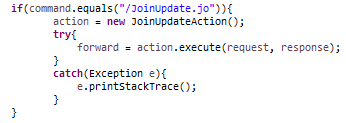 if(command.equals("/JoinUpdate.jo")){
action = new JoinUpdateAction();
try{
forward = action.execute(request, response);
}
catch(Exception e){
e.printStackTrace();
}
}